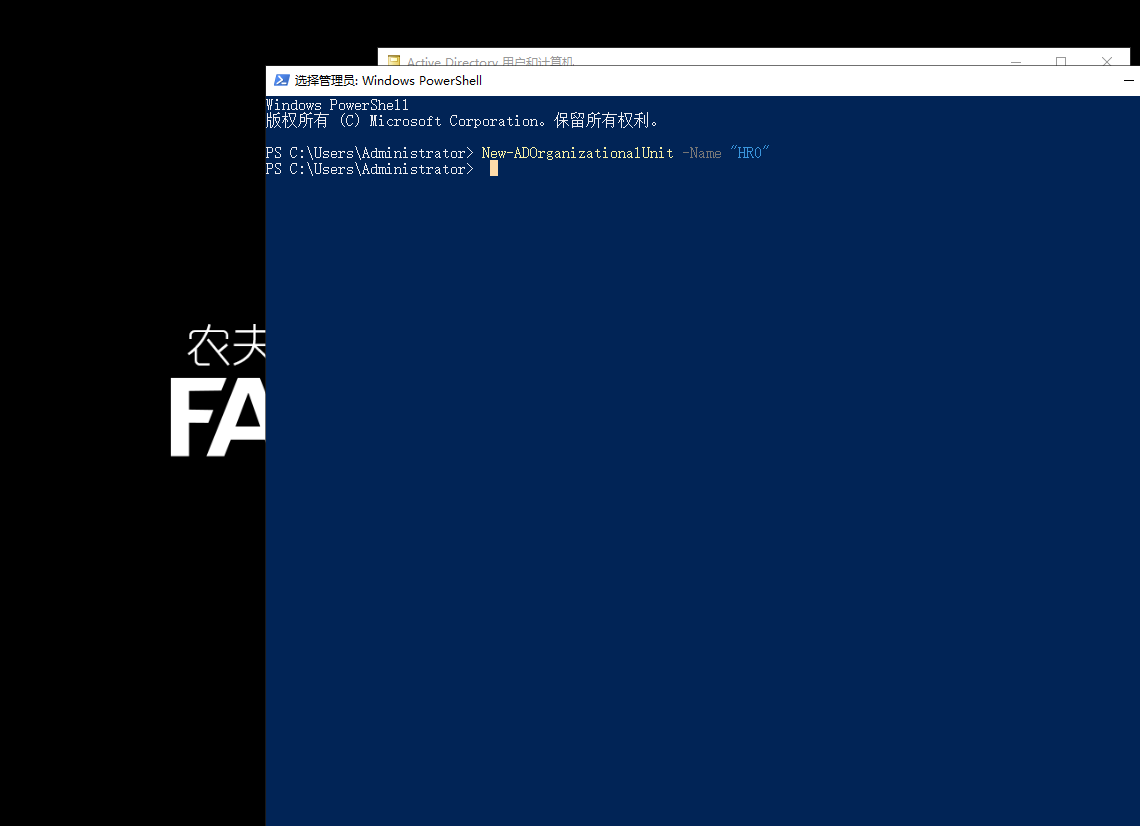 Active Directory 用户和计算机
选择管理员: Windows PowerShell
Windows PowerShell
版权所有 (C) Microsoft Corporation。保留所有权利。
PS C:\Users\Administrator> New-ADOrganizationalUnit -Name "HR0"
PS C:\Users\Administrator>
农夫
FA